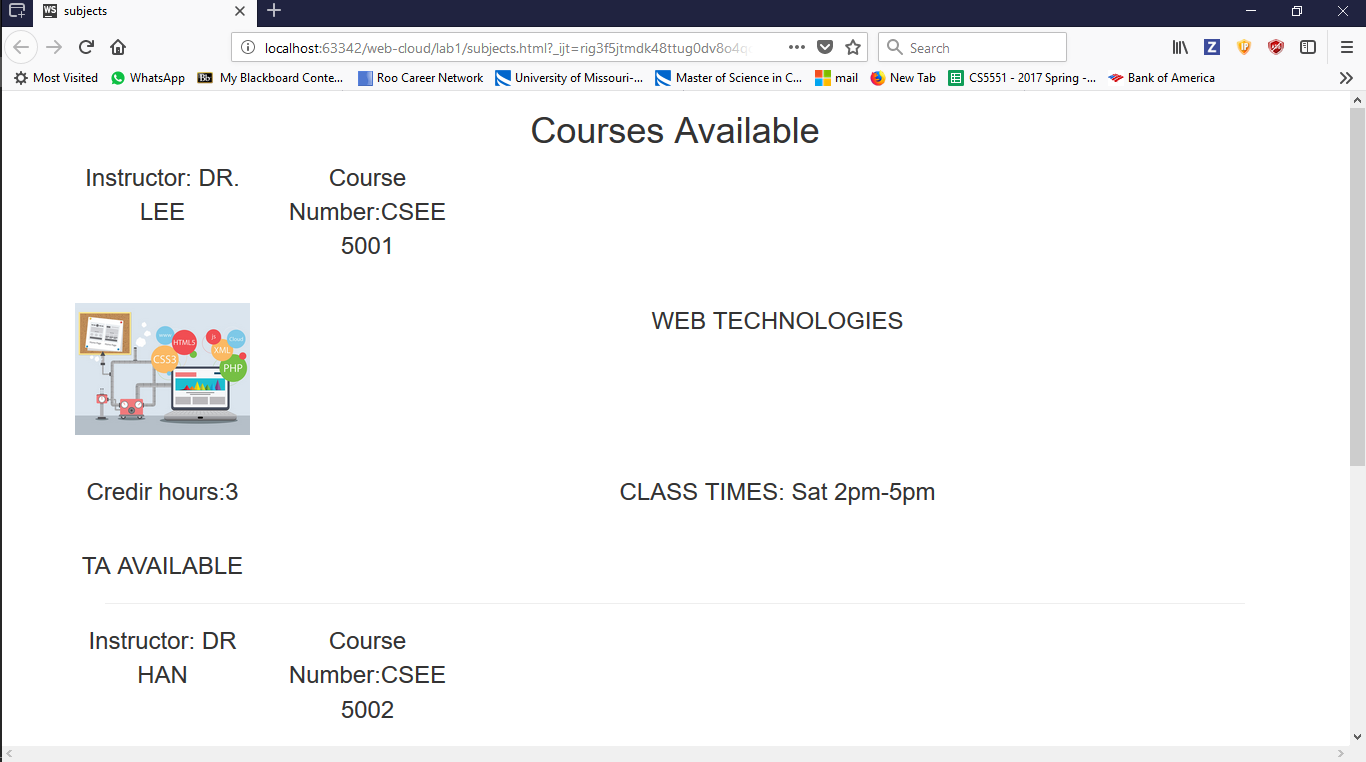 subjects
localhost:63342/web-cloud/lab1/subjects.html?_ijt=rig3f5jtmdk48ttug0dv8o4q
Search
Most Visited WhatsApp Bb My Blackboard Conte... Roo Career Network University of Missouri-... Master of Science in C... mail New Tab CS5551 - 2017 Spring -... Bank of America
Courses Available
Instructor: DR.
LEE
Course
Number:CSEE
5001
HTML5
JS
Cloud
CSS3
XML
PHP
WEB TECHNOLOGIES
Credir hours:3
CLASS TIMES: Sat 2pm-5pm
TA AVAILABLE
Instructor: DR
HAN
Course
Number:CSEE
5002